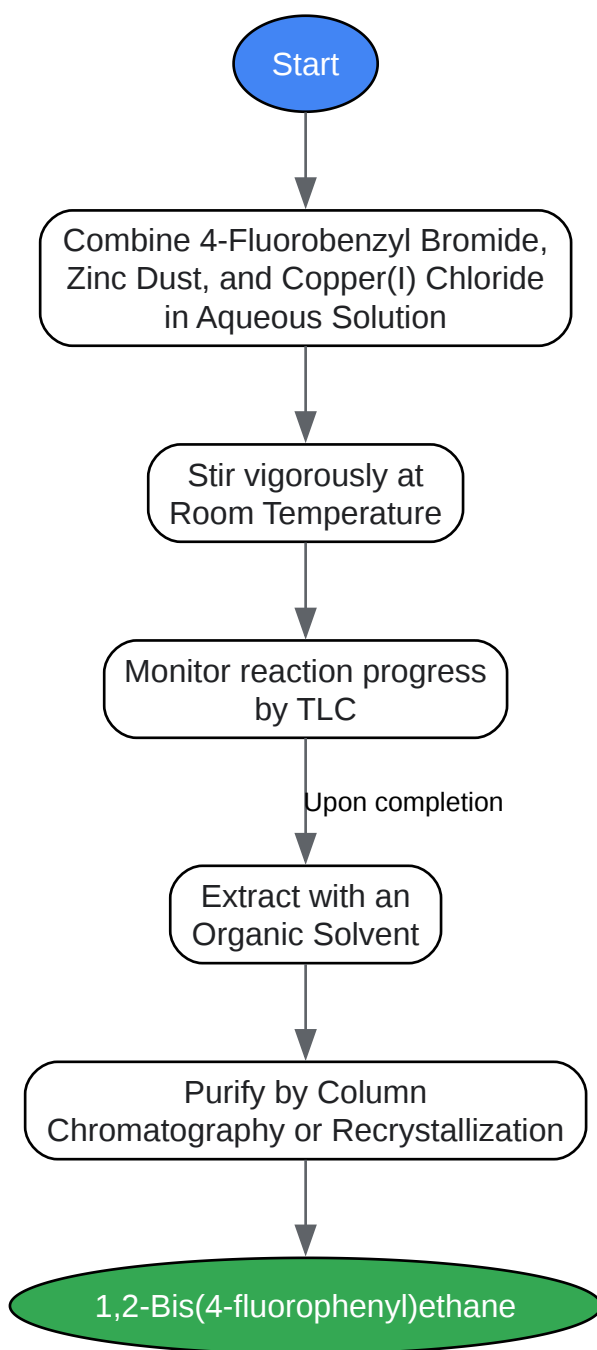 Start
Combine 4-Fluorobenzyl Bromide,
Zinc Dust, and Copper(I) Chloride
in Aqueous Solution
Stir vigorously at
Room Temperature
Monitor reaction progress
by TLC
Upon completion
Extract with an
Organic Solvent
Purify by Column
Chromatography or Recrystallization
1,2-Bis(4-fluorophenyl)ethane